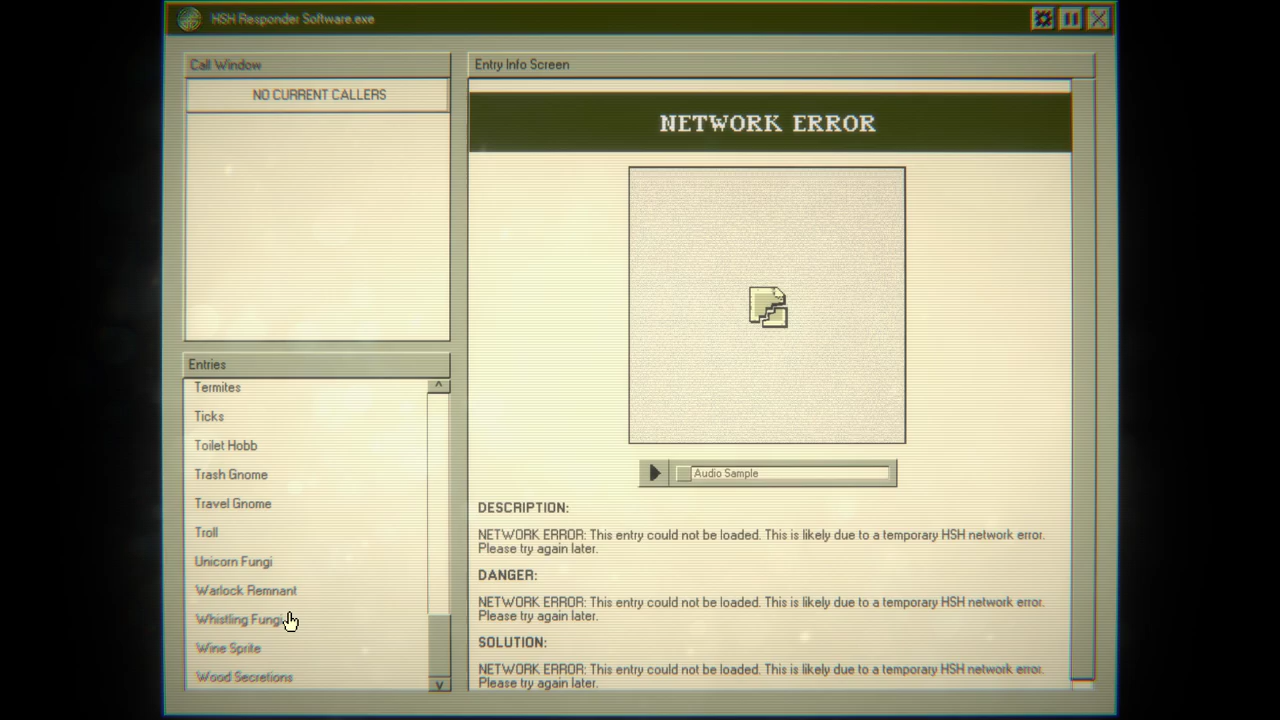 HSH Responder Software.exe
Call Window
NO CURRENT CALLERS
Entries
Termites
Ticks
Toilet Hobb
Trash Gnome
Travel Gnome
Troll
Unicorn Fungi
Warlock Remnant
Whistling Fungi
Wine Sprite
Wood Secretions
Entry Info Screen
NETWORK ERROR
Audio Sample
DESCRIPTION:
NETWORK ERROR: This entry could not be loaded. This is likely due to a temporary HSH network error.
Please try again later.
DANGER:
NETWORK ERROR: This entry could not be loaded. This is likely due to a temporary HSH network error.
Please try again later.
SOLUTION:
NETWORK ERROR: This entry could not be loaded. This is likely due to a temporary HSH network error.
Please try again later.